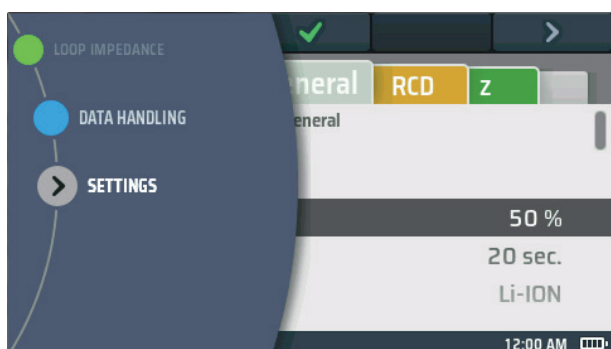 LOOP IMPEDANCE
DATA HANDLING
SETTINGS
neral RCD Z
eneral
50 %
20 sec.
Li-ION
12:00 AM